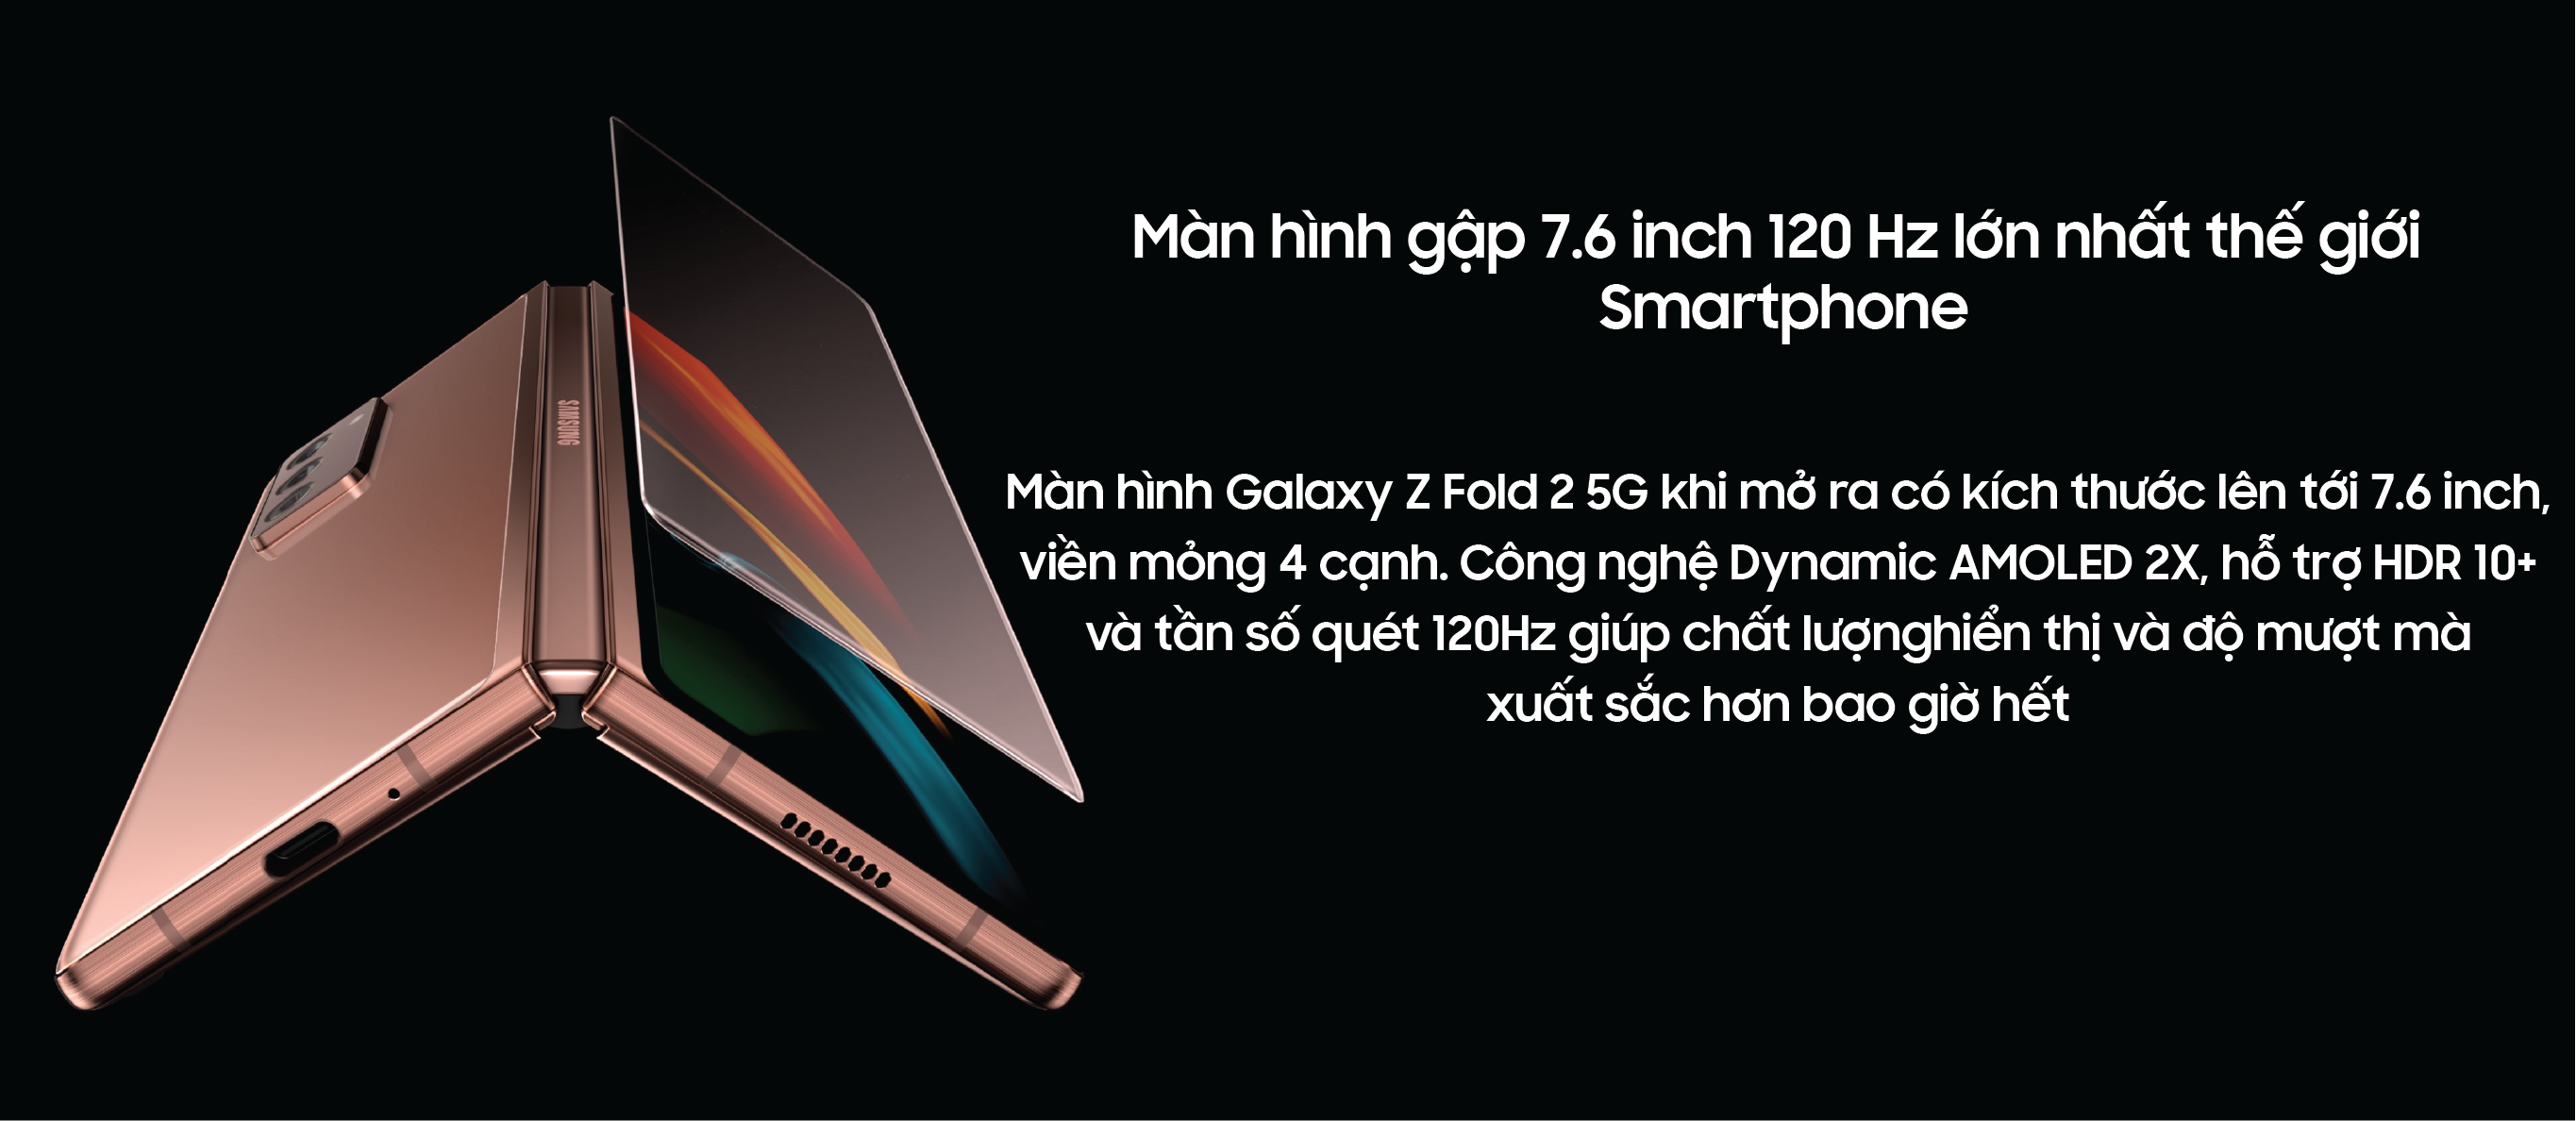 Màn hình gập 7.6 inch 120 Hz lớn nhất thế giới
Smartphone
SAMSUNG
Màn hình Galaxy Z Fold 2 5G khi mở ra có kích thước lên tới 7.6 inch,
viền mỏng 4 cạnh. Công nghệ Dynamic AMOLED 2X, hỗ trợ HDR 10+
và tần số quét 120Hz giúp chất lượnghiển thị và độ mượt mà
xuất sắc hơn bao giờ hết